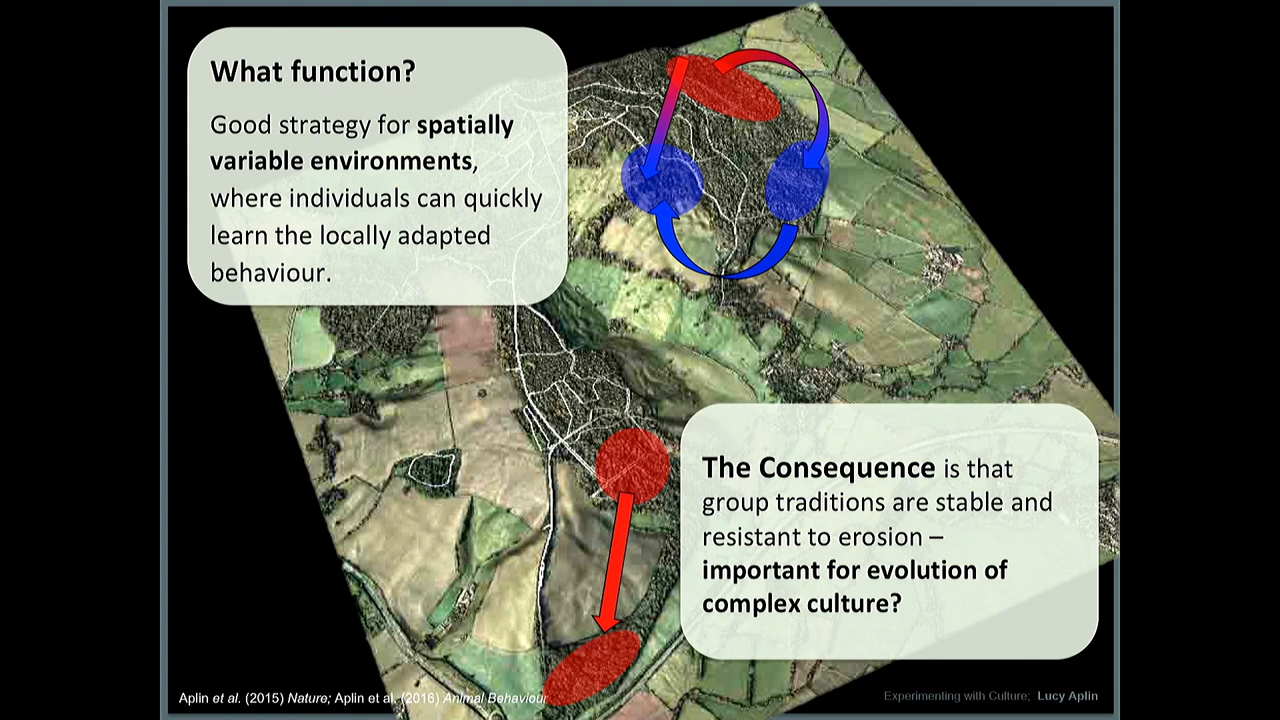 What function?
Good strategy for spatially
variable environments,
where individuals can quickly
learn the locally adapted
behaviour.
The Consequence is that
group traditions are stable and
resistant to erosion –
important for evolution of
complex culture?
Aplin et al. (2015) Nature; Aplin et al. (2016) Animal Behaviour
Experimenting with Culture; Lucy Aplin